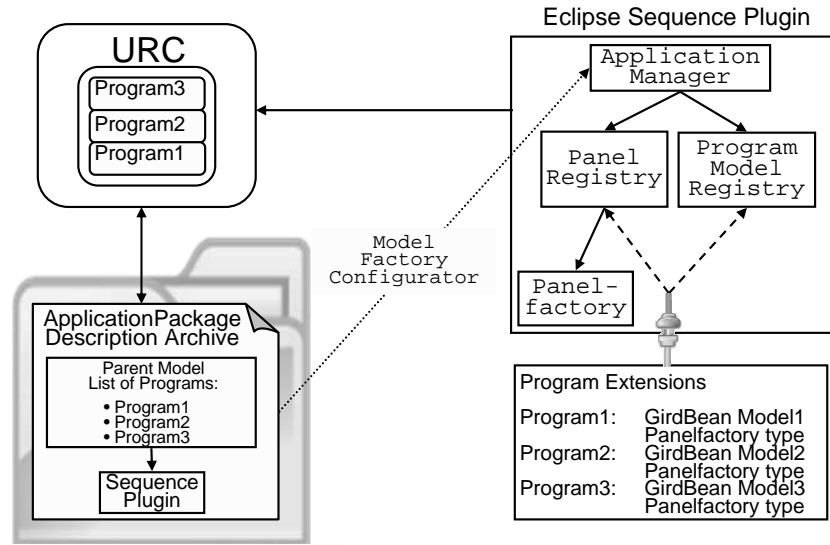 URC
Program3
Program2
Program1
Eclipse Sequence Plugin
Application
Manager
Panel
Registry
Program
Model
Registry
Panel-
factory
Model
Factory
Configurator
ApplicationPackage
Description Archive
Parent Model
List of Programs:
• Program1
• Program2
• Program3
Sequence
Plugin
Program Extensions
Program1: GirdBean Model1
Panelfactory type
Program2: GirdBean Model2
Panelfactory type
Program3: GirdBean Model3
Panelfactory type